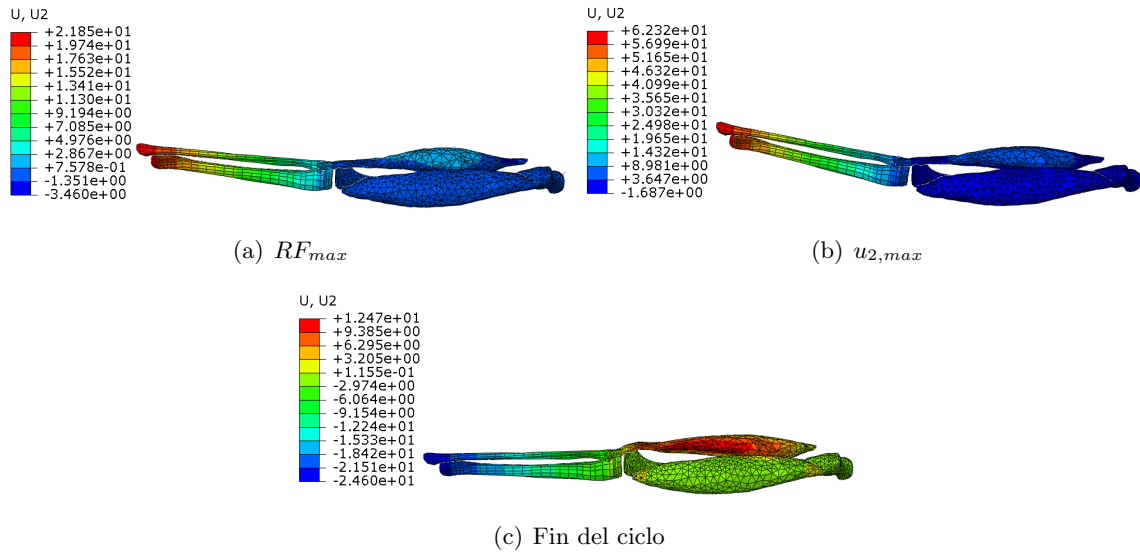 U, U2
+2.185e+01
+1.974e+01
+1.763e+01
+1.552e+01
+1.341e+01
+1.130e+01
+9.194e+00
+7.085e+00
+4.976e+00
+2.867e+00
+7.578e-01
-1.351e+00
-3.460e+00
(a) RFmax
U, U2
+6.232e+01
+5.699e+01
+5.165e+01
+4.632e+01
+4.099e+01
+3.565e+01
+3.032e+01
+2.498e+01
+1.965e+01
+1.432e+01
+8.981e+00
+3.647e+00
-1.687e+00
(b) u2,max
U, U2
+1.247e+01
+9.385e+00
+6.295e+00
+3.205e+00
+1.155e-01
-2.974e+00
-6.064e+00
-9.154e+00
-1.224e+01
-1.533e+01
-1.842e+01
-2.151e+01
-2.460e+01
(c) Fin del ciclo